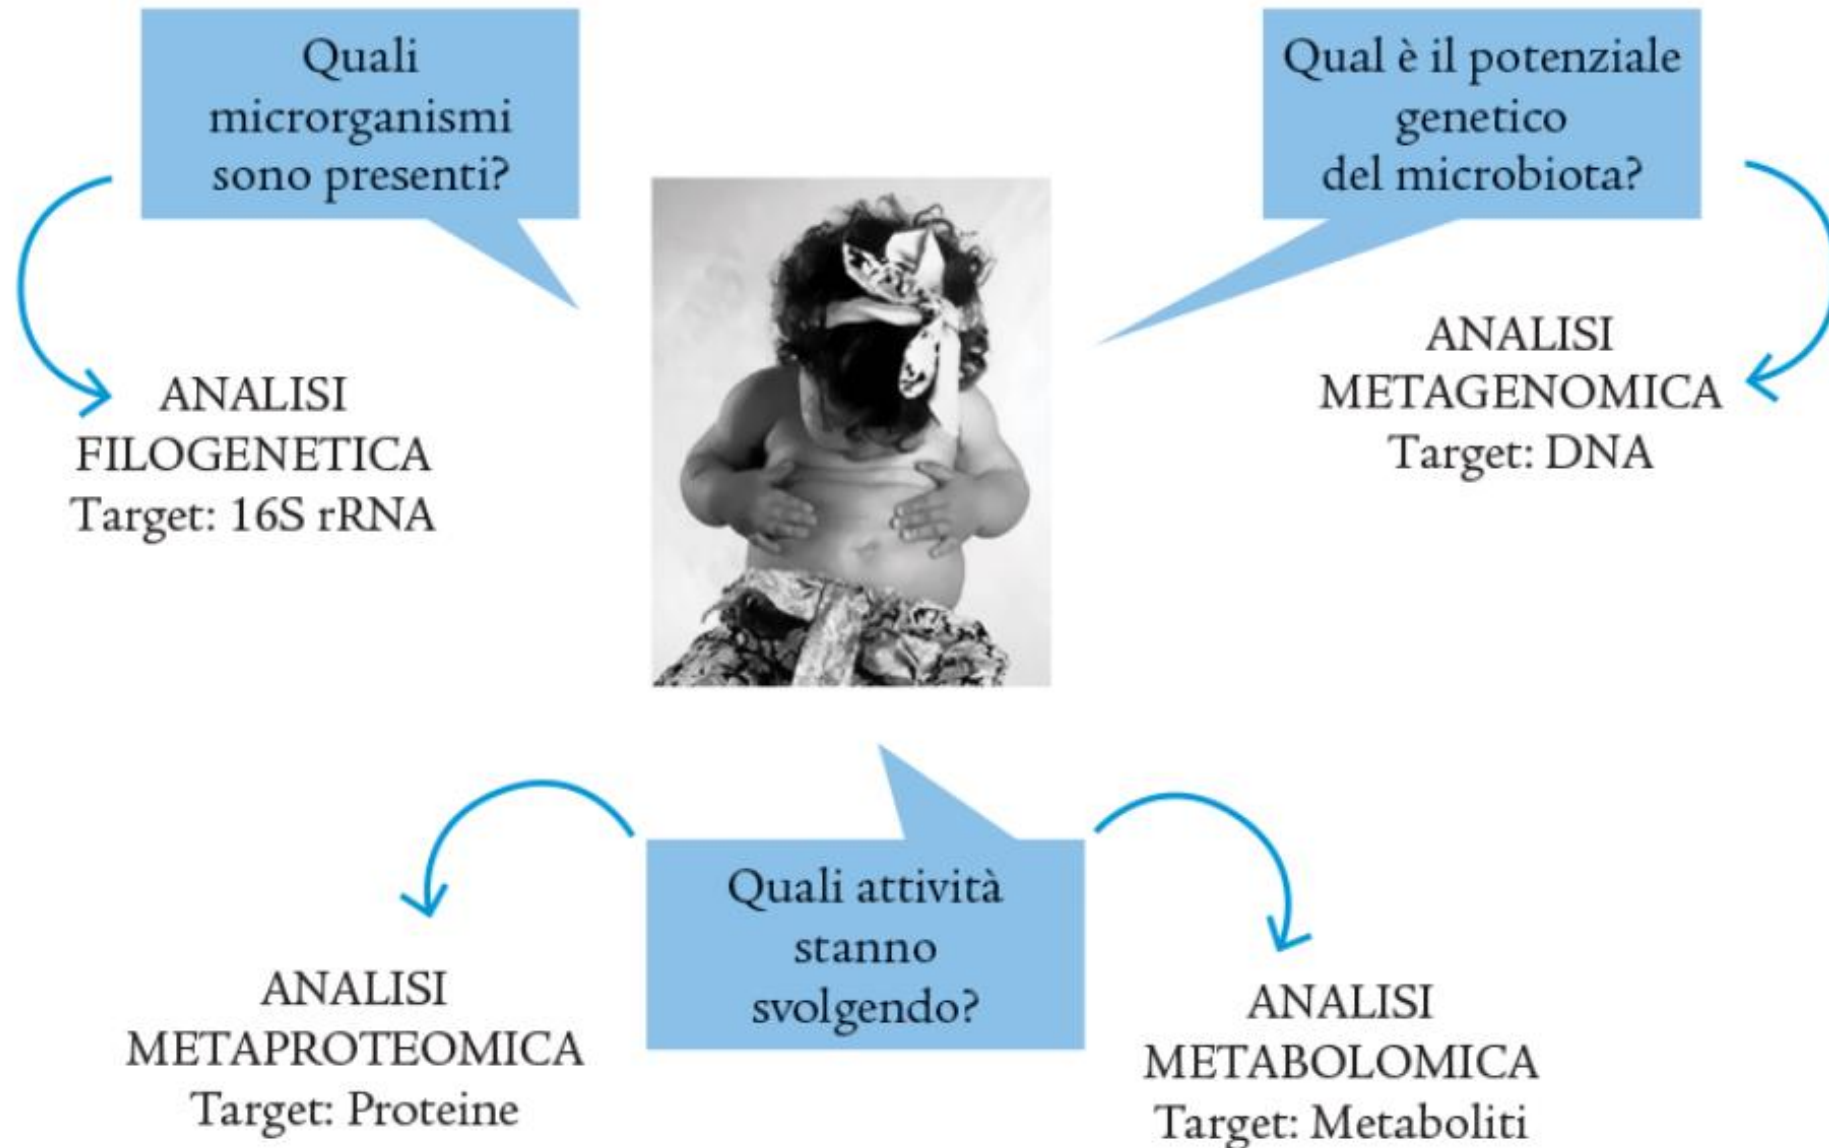 Quali
microrganismi
sono presenti?
ANALISI
FILOGENETICA
Target: 16S rRNA
Qual è il potenziale
genetico
del microbiota?
ANALISI
METAGENOMICA
Target: DNA
Quali attività
stanno
svolgendo?
ANALISI
METAPROTEOMICA
Target: Proteine
ANALISI
METABOLOMICA
Target: Metaboliti